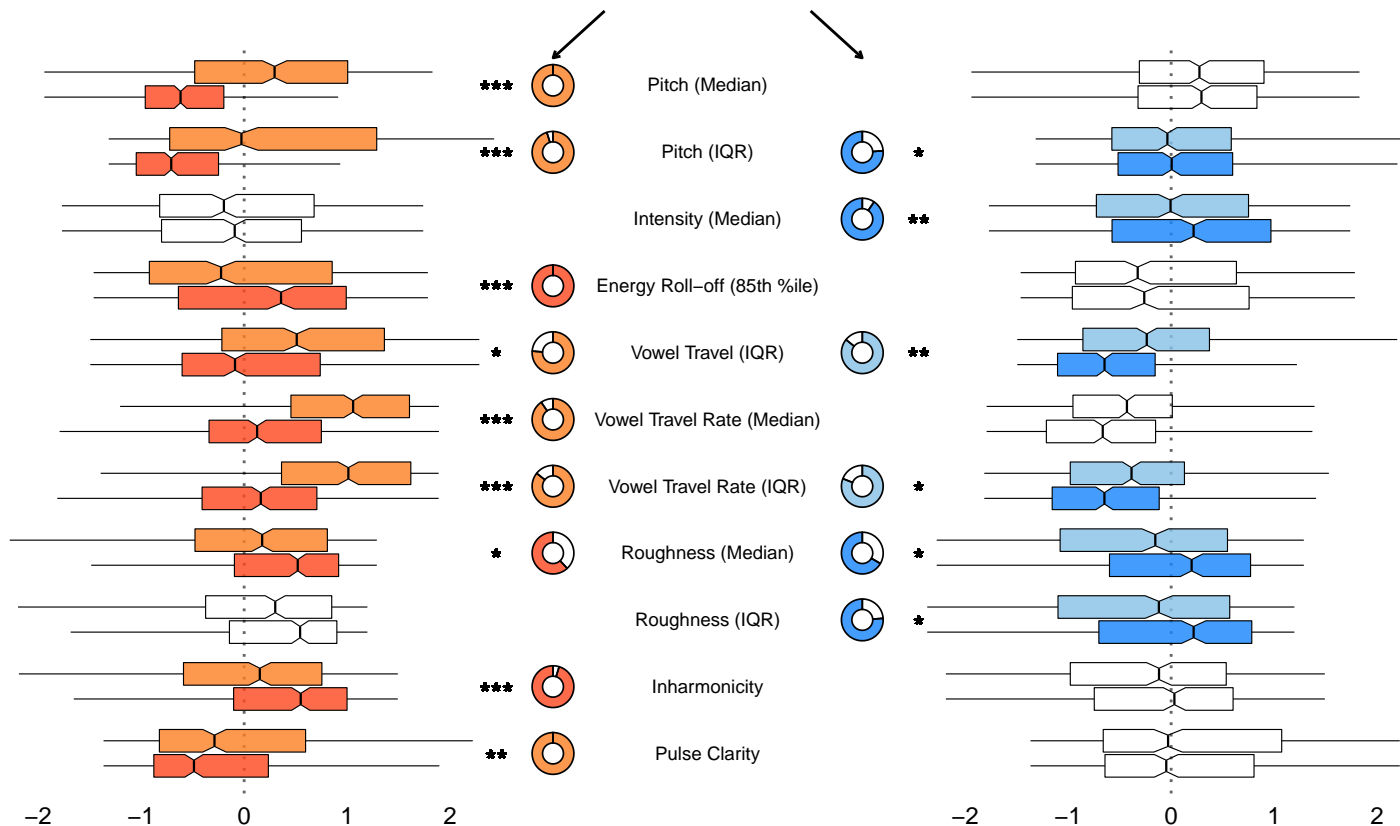 *** Pitch (Median)
*** Pitch (IQR) *
Intensity (Median) **
*** Energy Roll−off (85th %ile)
* Vowel Travel (IQR) **
*** Vowel Travel Rate (Median)
*** Vowel Travel Rate (IQR) *
* Roughness (Median) *
Roughness (IQR) *
*** Inharmonicity
** Pulse Clarity
−2 −1 0 1 2 −2 −1 0 1 2